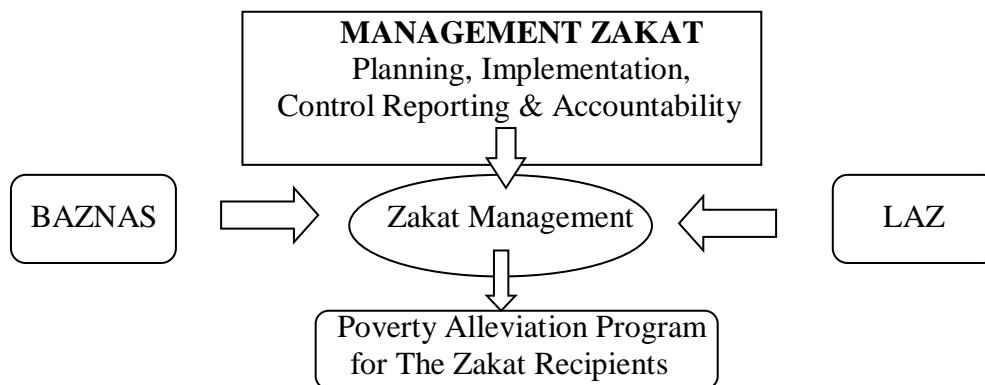 MANAGEMENT ZAKAT
Planning, Implementation,
Control Reporting & Accountability
BAZNAS
Zakat Management
LAZ
Poverty Alleviation Program
for The Zakat Recipients